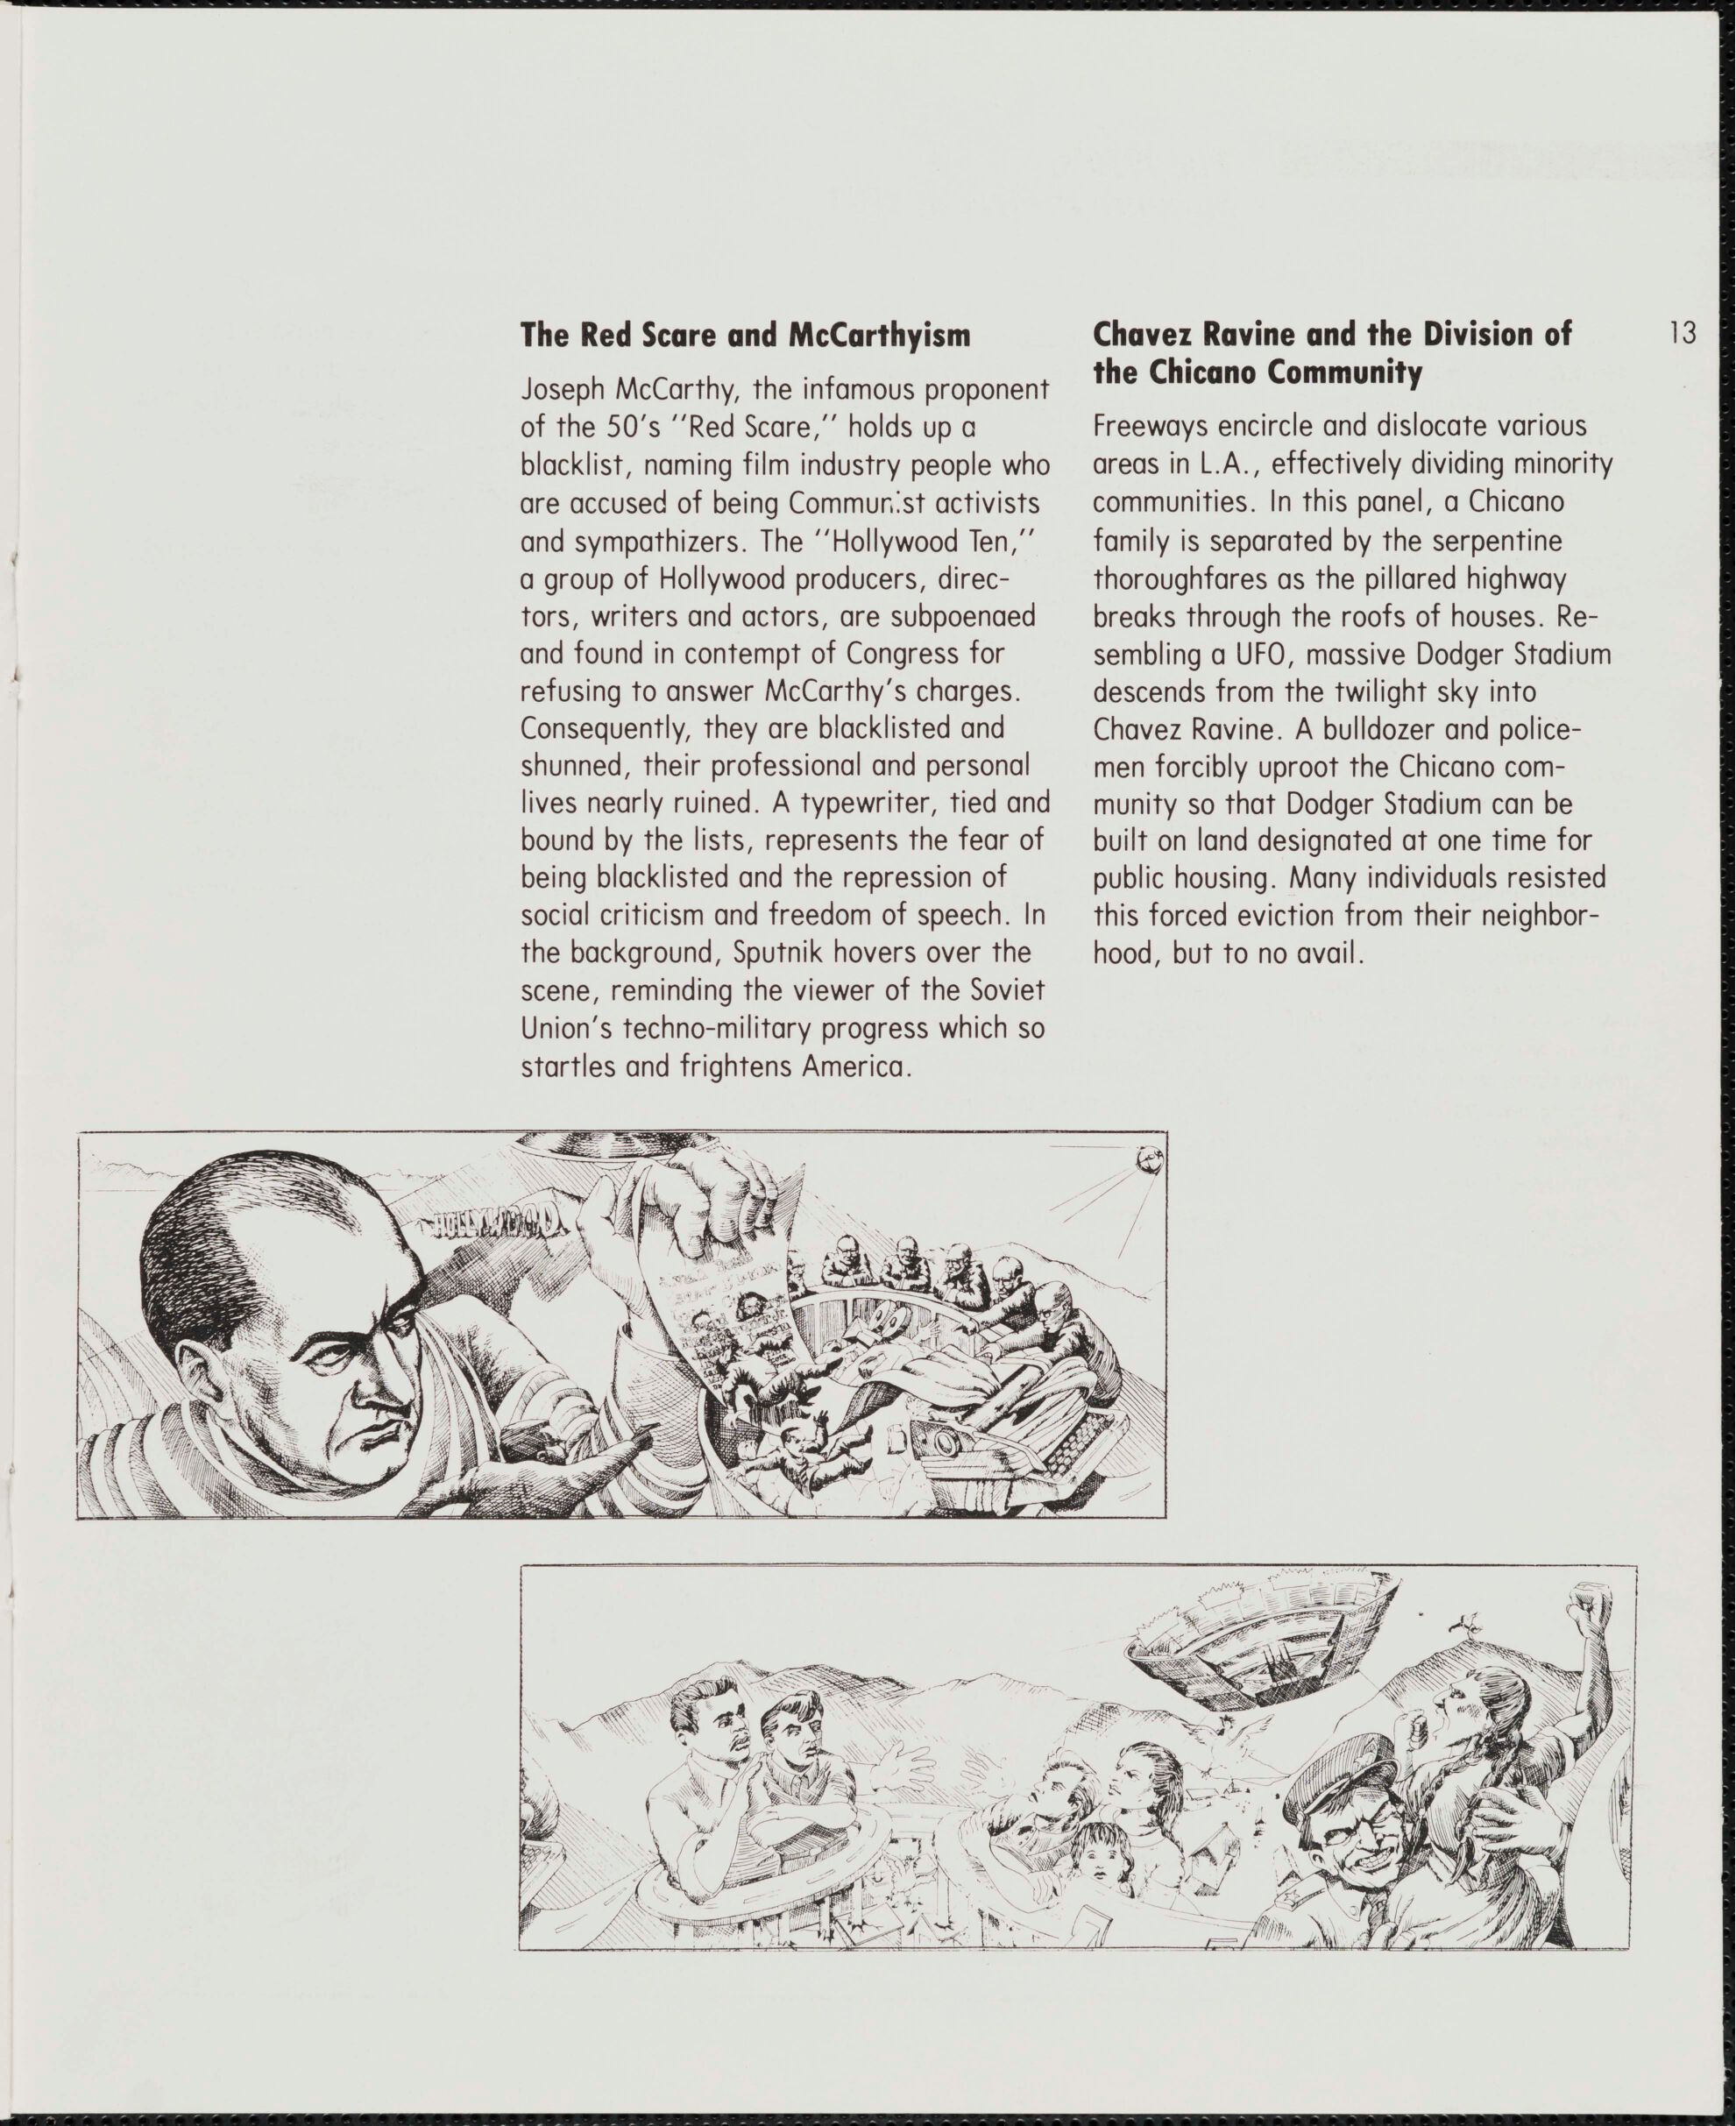 The Red Scare and McCarthyism
Joseph McCarthy, the infamous proponent
of the 50's ''Red Scare,'' holds up a
blacklist, naming film industry people who
are accused of being Communist activists
and sympathizers. The ''Hollywood Ten,''
a group of Hollywood producers, direc-
tors, writers and actors, are subpoenaed
and found in contempt of Congress for
refusing to answer McCarthy's charges.
Consequently, they are blacklisted and
shunned, their professional and personal
lives nearly ruined. A typewriter, tied and
bound by the lists, represents the fear of
being blacklisted and the repression of
social criticism and freedom of speech. In
the background, Sputnik hovers over the
scene, reminding the viewer of the Soviet
Union's techno-military progress which so
startles and frightens America.
Chavez Ravine and the Division of
the Chicano Community
Freeways encircle and dislocate various
areas in L.A., effectively dividing minority
communities. In this panel, a Chicano
family is separated by the serpentine
thoroughfares as the pillared highway
breaks through the roofs of houses. Re-
sembling a UFO, massive Dodger Stadium
descends from the twilight sky into
Chavez Ravine. A bulldozer and police-
men forcibly uproot the Chicano com-
munity so that Dodger Stadium can be
built on land designated at one time for
public housing. Many individuals resisted
this forced eviction from their neighbor-
hood, but to no avail.
13
HOLLYWOOD